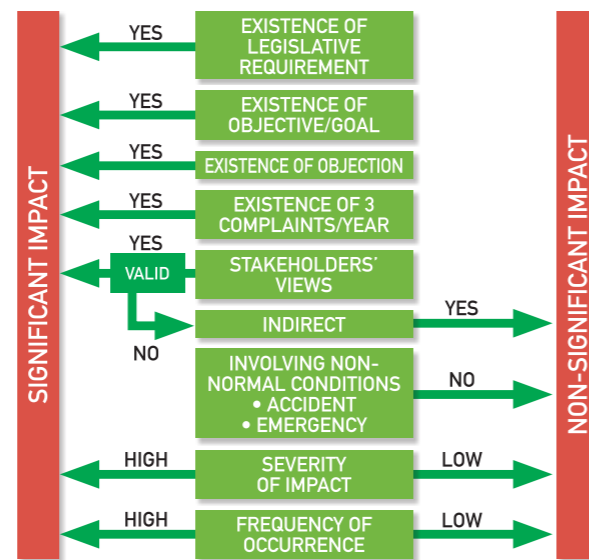 SIGNIFICANT IMPACT
YES
EXISTENCE OF
LEGISLATIVE
REQUIREMENT
YES
EXISTENCE OF
OBJECTIVE/GOAL
YES
EXISTENCE OF OBJECTION
YES
EXISTENCE OF 3
COMPLAINTS/YEAR
YES
VALID
STAKEHOLDERS'
VIEWS
NO
INDIRECT
YES
INVOLVING NON-
NORMAL CONDITIONS
• ACCIDENT
• EMERGENCY
NO
HIGH
SEVERITY
OF IMPACT
LOW
HIGH
FREQUENCY OF
OCCURRENCE
LOW
NON-SIGNIFICANT IMPACT